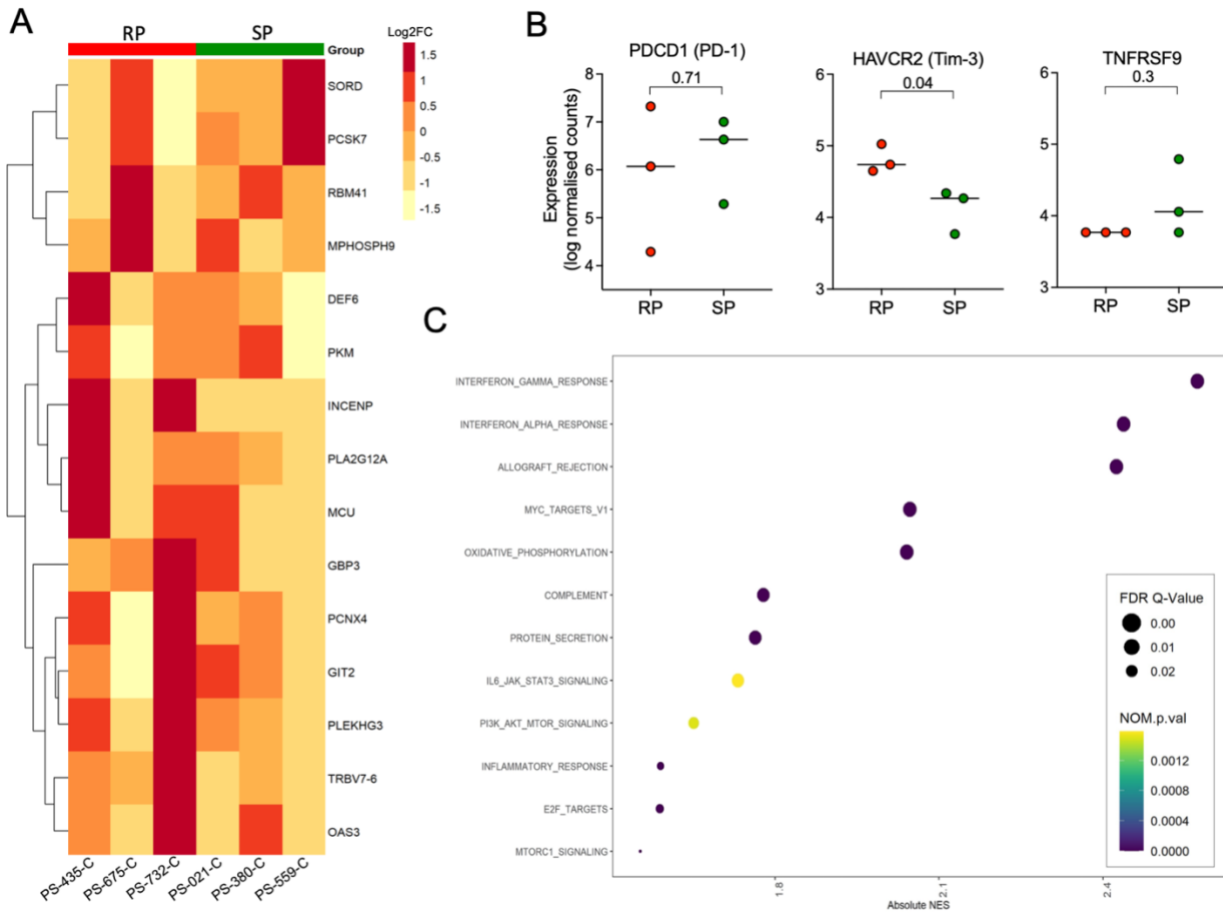 A
RP
SP
Log2FC
Group
1.5
1
0.5
0
-0.5
-1
-1.5
SORD
PCSK7
RBM41
MPHOSPH9
DEF6
PKM
INCENP
PLA2G12A
MCU
GBP3
PCNX4
GIT2
PLEKHG3
TRBV7-6
OAS3
PS-435-C
PS-675-C
PS-732-C
PS-021-C
PS-380-C
PS-559-C
B
PDCD1 (PD-1)
0.71
Expression
(log normalised counts)
8
7
6
5
4
RP
SP
HAVCR2 (Tim-3)
0.04
6
5
4
3
RP
SP
TNFRSF9
0.3
6
5
4
3
RP
SP
C
INTERFERON_GAMMA_RESPONSE
INTERFERON_ALPHA_RESPONSE
ALLOGRAFT_REJECTION
MYC_TARGETS_V1
OXIDATIVE_PHOSPHORYLATION
COMPLEMENT
PROTEIN_SECRETION
IL6_JAK_STAT3_SIGNALING
PI3K_AKT_MTOR_SIGNALING
INFLAMMATORY_RESPONSE
E2F_TARGETS
MTORC1_SIGNALING
1.8
2.1
2.4
Absolute NES
FDR Q-Value
0.00
0.01
0.02
NOM.p.val
0.0012
0.0008
0.0004
0.0000